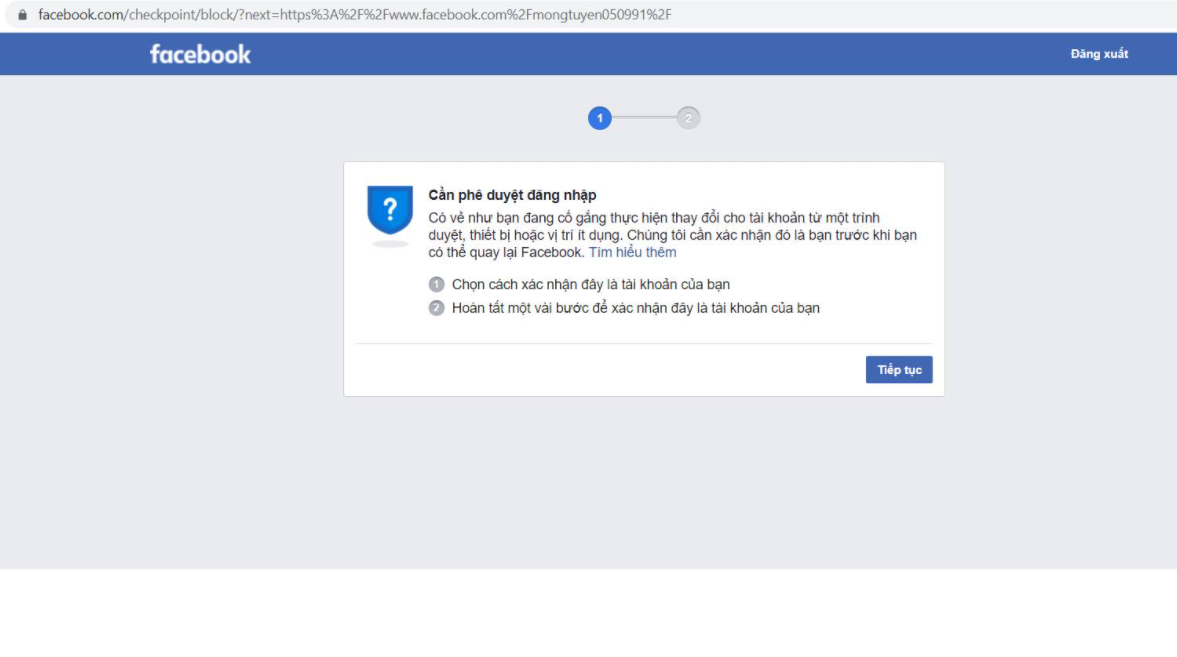 facebook.com/checkpoint/block/?next=https%3A%2F%2Fwww.facebook.com%2Fmongtuyen050991%2F
facebook
Đăng xuất
1
2
?
Cần phê duyệt đăng nhập
Có vẻ như bạn đang cố gắng thực hiện thay đổi cho tài khoản từ một trình
duyệt, thiết bị hoặc vị trí ít dụng. Chúng tôi cần xác nhận đó là bạn trước khi bạn
có thể quay lại Facebook. Tìm hiểu thêm
1 Chọn cách xác nhận đây là tài khoản của bạn
2 Hoàn tất một vài bước để xác nhận đây là tài khoản của bạn
Tiếp tục